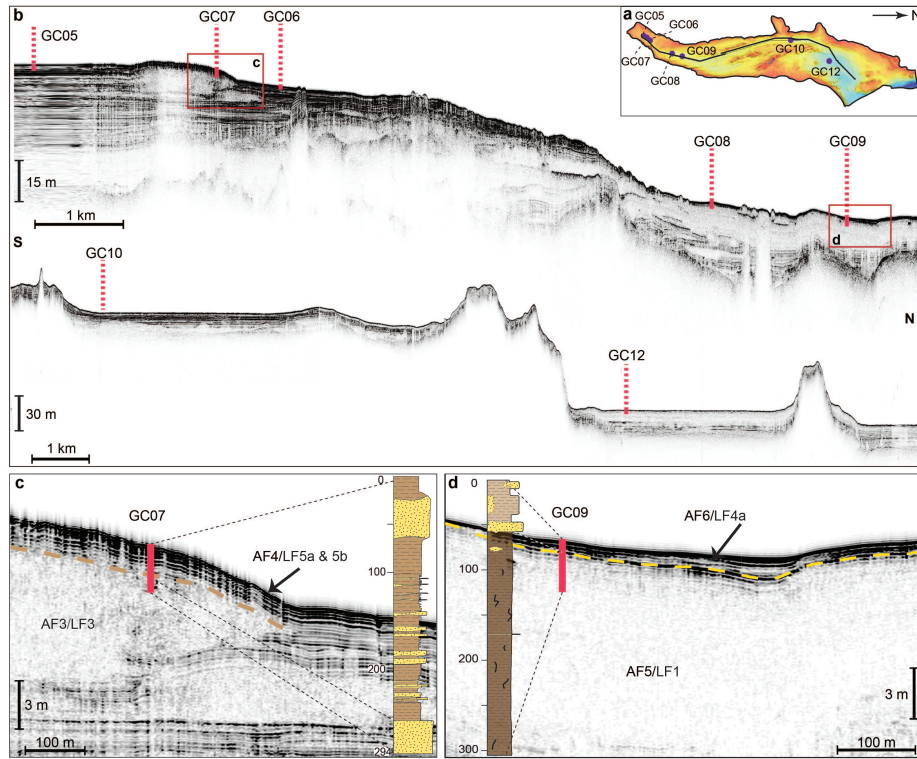 b
GC05
GC07
GC06
c
15 m
1 km
a
N
GC05
GC06
GC07
GC08
GC09
GC10
GC12
GC08
GC09
d
S
GC10
N
GC12
30 m
1 km
c
GC07
AF4/LF5a & 5b
AF3/LF3
3 m
100 m
0
100
200
294
d
GC09
AF6/LF4a
AF5/LF1
3 m
100 m
0
100
200
300